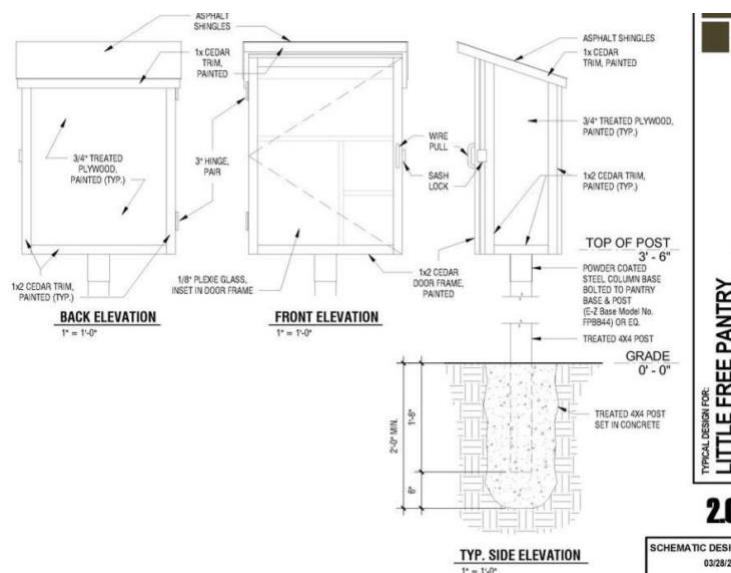 ASPHALT
SHINGLES
1x CEDAR
TRIM, PAINTED
3/4" TREATED
PLYWOOD,
PAINTED (TYP.)
3" HINGE,
PAIR
1x2 CEDAR TRIM,
PAINTED (TYP.)
BACK ELEVATION
1" = 1'-0"
1/8" PLEXIE GLASS,
INSET IN DOOR FRAME
WIRE
PULL
SASH
LOCK
1x2 CEDAR
DOOR FRAME,
PAINTED
FRONT ELEVATION
1" = 1'-0"
ASPHALT SHINGLES
1x CEDAR
TRIM, PAINTED
3/4" TREATED PLYWOOD,
PAINTED (TYP.)
1x2 CEDAR TRIM,
PAINTED (TYP.)
TOP OF POST
3' - 6"
POWDER COATED
STEEL COLUMN BASE
BOLTED TO PANTRY
BASE & POST
(E-Z Base Model No.
FPBB44) OR EQ.
TREATED 4X4 POST
GRADE
0' - 0"
TREATED 4X4 POST
SET IN CONCRETE
2'-0" MIN.
1'-6"
6"
TYP. SIDE ELEVATION
1" = 1'-0"
TYPICAL DESIGN FOR:
LITTLE FREE PANTRY
SCHEMATIC